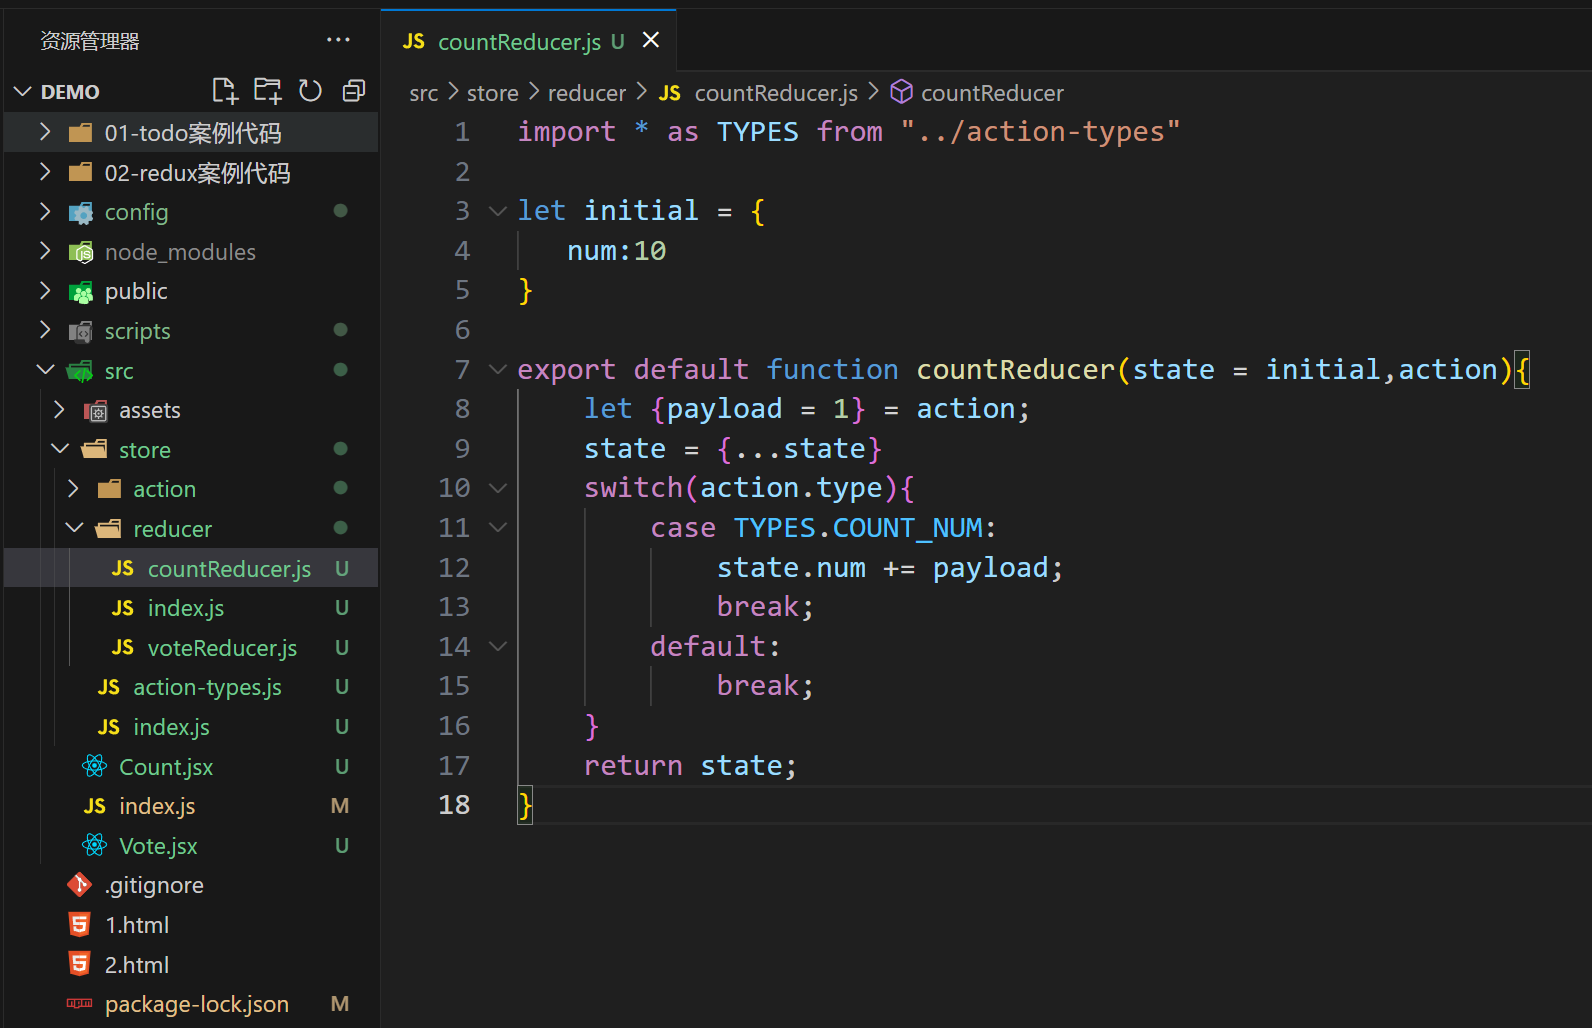 资源管理器
DEMO
01-todo案例代码
02-redux案例代码
config
node_modules
public
scripts
src
assets
store
action
reducer
JS countReducer.js U
JS index.js U
JS voteReducer.js U
JS action-types.js U
JS index.js U
Count.jsx U
JS index.js M
Vote.jsx U
.gitignore
1.html
2.html
package-lock.json M
JS countReducer.js U
src > store > reducer > JS countReducer.js > countReducer
1 import * as TYPES from "../action-types"
2
3 let initial = {
4 num:10
5 }
6
7 export default function countReducer(state = initial,action){
8 let {payload = 1} = action;
9 state = {...state}
10 switch(action.type){
11 case TYPES.COUNT_NUM:
12 state.num += payload;
13 break;
14 default:
15 break;
16 }
17 return state;
18 }